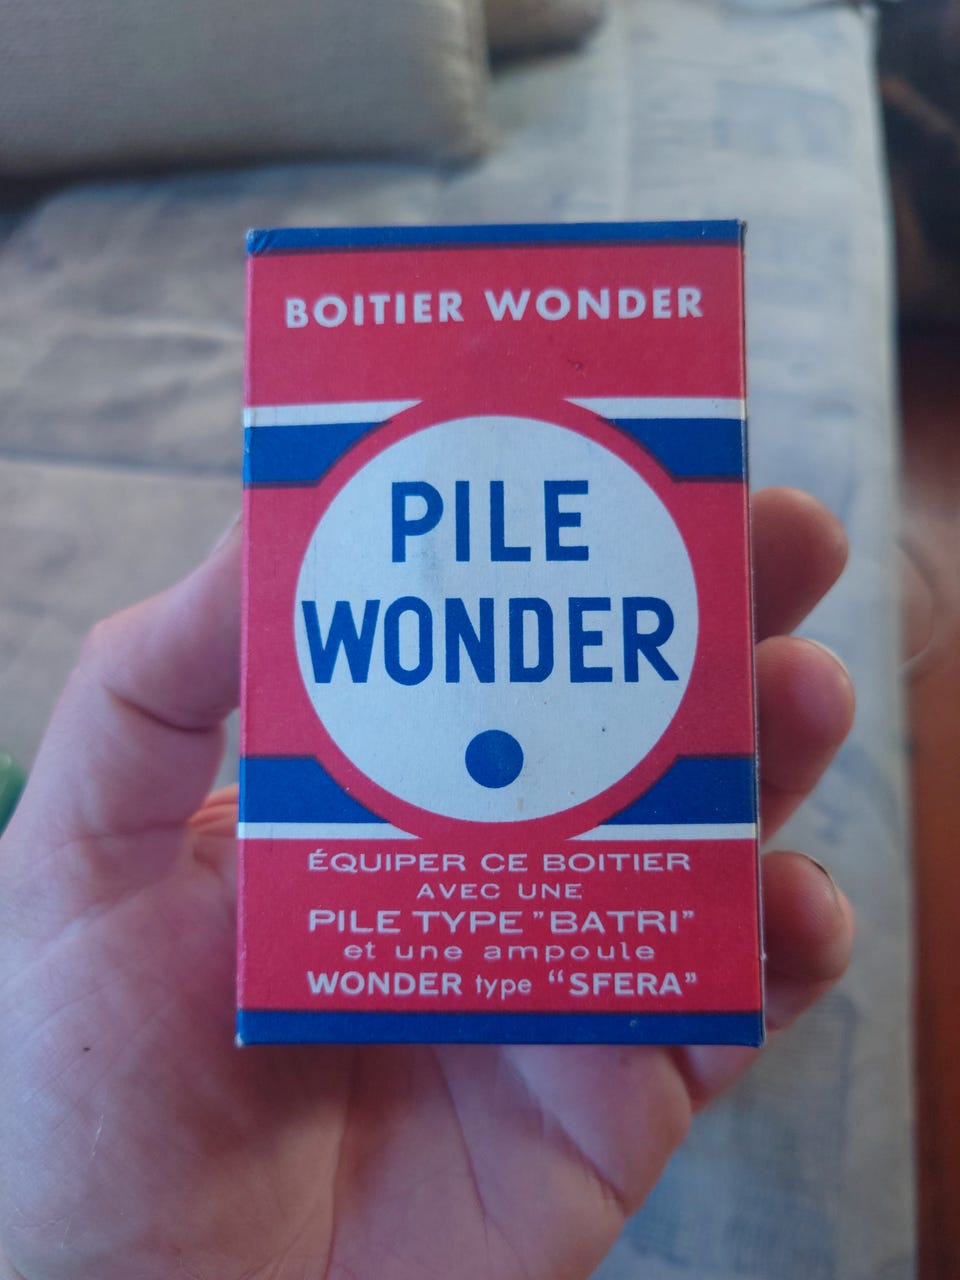 BOITIER WONDER
PILE
WONDER
ÉQUIPER CE BOITIER
AVEC UNE
PILE TYPE "BATRI"
et une ampoule
WONDER type "SFERA"